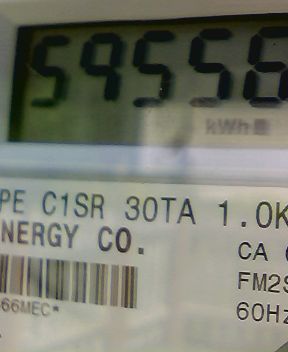 59556
kWh
PE C1SR 30TA 1.0K
NERGY CO.
CA
FM2S
66MEC*
60Hz